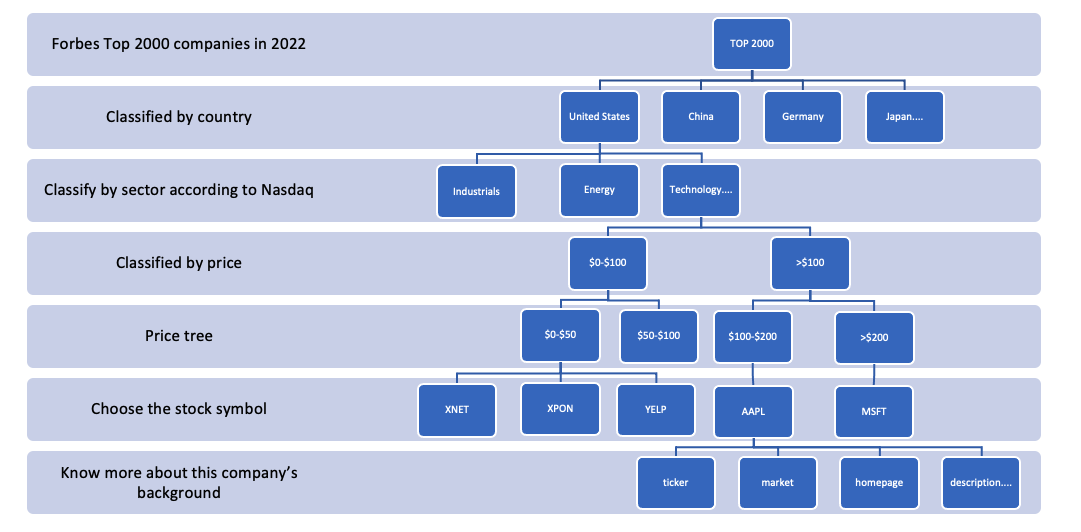 Forbes Top 2000 companies in 2022
TOP 2000
Classified by country
United States
China
Germany
Japan....
Classify by sector according to Nasdaq
Industrials
Energy
Technology....
Classified by price
$0-$100
>$100
Price tree
$0-$50
$50-$100
$100-$200
>$200
Choose the stock symbol
XNET
XPON
YELP
AAPL
MSFT
Know more about this company’s
background
ticker
market
homepage
description....